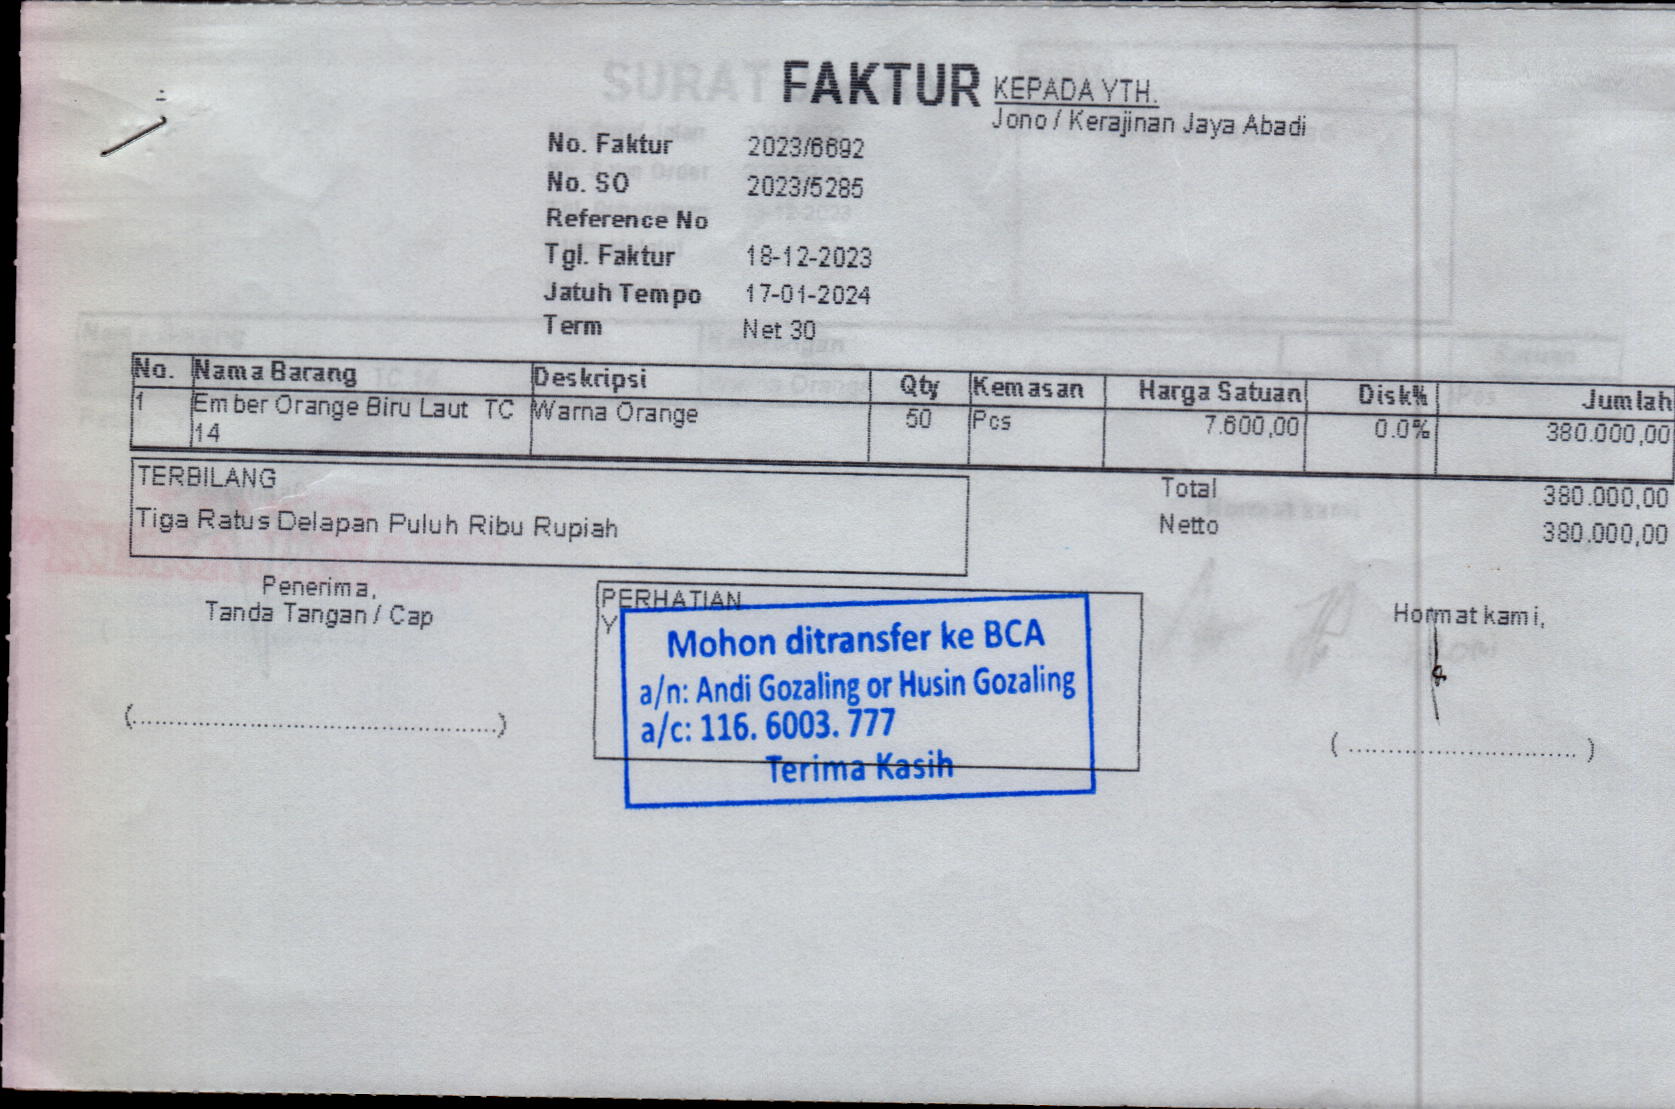 FAKTUR
KEPADA YTH.
Jono / Kerajinan Jaya Abadi
No. Faktur 2023/6692
No. SO 2023/5285
Reference No
Tgl. Faktur 18-12-2023
Jatuh Tempo 17-01-2024
Term Net 30
No. Nama Barang Deskripsi Qty Kemasan Harga Satuan Disk% Jumlah
1 Ember Orange Biru Laut TC Warna Orange 50 Pcs 7.600,00 0.0% 380.000,00
14
TERBILANG
Tiga Ratus Delapan Puluh Ribu Rupiah
Total 380.000,00
Netto 380.000,00
Penerima,
Tanda Tangan / Cap
(................................................)
PERHATIAN
Y
Mohon ditransfer ke BCA
a/n: Andi Gozaling or Husin Gozaling
a/c: 116. 6003. 777
Terima Kasih
Hormat kami,
( .............................. )